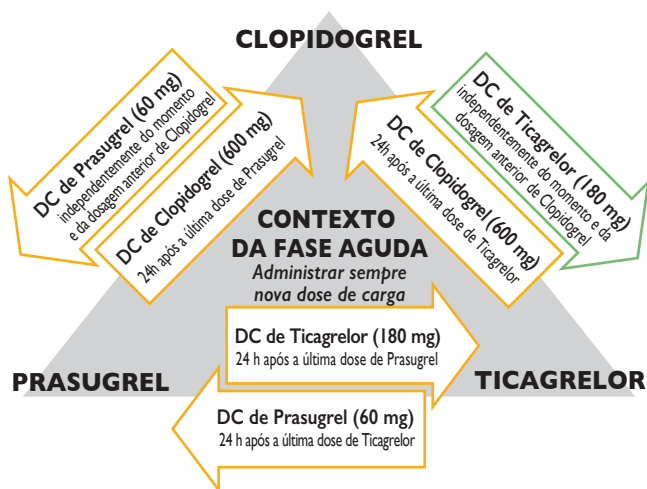 CLOPIDOGREL
DC de Prasugrel (60 mg)
independentemente do momento
e da dosagem anterior de Clopidogrel
DC de Clopidogrel (600 mg)
24h após a última dose de Prasugrel
DC de Ticagrelor (180 mg)
independentemente do momento e da
dosagem anterior de Clopidogrel
DC de Clopidogrel (600 mg)
24h após a última dose de Ticagrelor
CONTEXTO
DA FASE AGUDA
Administrar sempre
nova dose de carga
DC de Ticagrelor (180 mg)
24 h após a última dose de Prasugrel
PRASUGREL
TICAGRELOR
DC de Prasugrel (60 mg)
24 h após a última dose de Ticagrelor